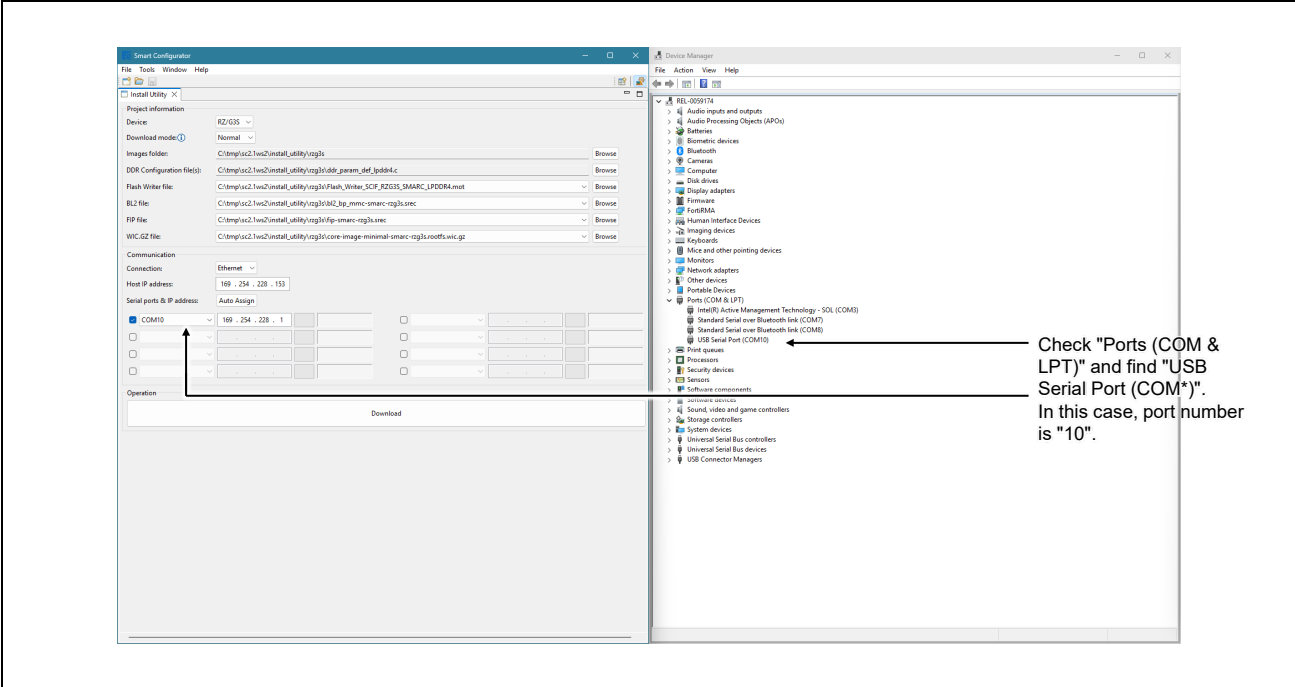 Smart Configurator
File Tools Window Help
Install Utility
Project information
Device: RZ/G3S
Download mode: Normal
Images folder: C:\tmp\sc2.1ws2\install_utility\rzg3s Browse
DDR Configuration file(s): C:\tmp\sc2.1ws2\install_utility\rzg3s\ddr_param_def_lpddr4.c Browse
Flash Writer file: C:\tmp\sc2.1ws2\install_utility\rzg3s\Flash_Writer_SCIF_RZG3S_SMARC_LPDDR4.mot Browse
BL2 file: C:\tmp\sc2.1ws2\install_utility\rzg3s\bl2_bp_mmc-smarc-rzg3s.srec Browse
FIP file: C:\tmp\sc2.1ws2\install_utility\rzg3s\fip-smarc-rzg3s.srec Browse
WIC.GZ file: C:\tmp\sc2.1ws2\install_utility\rzg3s\core-image-minimal-smarc-rzg3s.rootfs.wic.gz Browse
Communication
Connection: Ethernet
Host IP address: 169 . 254 . 228 . 153
Serial ports & IP address: Auto Assign
COM10 169 . 254 . 228 . 1
Operation
Download
Device Manager
File Action View Help
REL-0059174
Audio inputs and outputs
Audio Processing Objects (APOs)
Batteries
Biometric devices
Bluetooth
Cameras
Computer
Disk drives
Display adapters
Firmware
FortiRMA
Human Interface Devices
Imaging devices
Keyboards
Mice and other pointing devices
Monitors
Network adapters
Other devices
Portable Devices
Ports (COM & LPT)
Intel(R) Active Management Technology - SOL (COM3)
Standard Serial over Bluetooth link (COM7)
Standard Serial over Bluetooth link (COM8)
USB Serial Port (COM10)
Print queues
Processors
Security devices
Sensors
Software components
Software devices
Sound, video and game controllers
Storage controllers
System devices
Universal Serial Bus controllers
Universal Serial Bus devices
USB Connector Managers
Check "Ports (COM &
LPT)" and find "USB
Serial Port (COM*)".
In this case, port number
is "10".